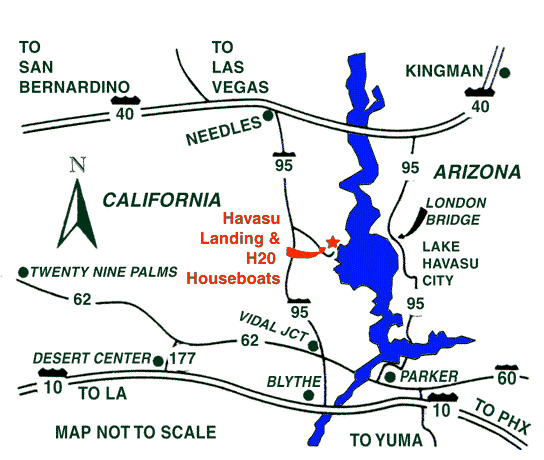 TO
SAN
BERNARDINO
TO
LAS
VEGAS
KINGMAN
40
40
NEEDLES
95
95
ARIZONA
N
CALIFORNIA
LONDON
BRIDGE
Havasu
Landing &
H20
Houseboats
LAKE
HAVASU
CITY
TWENTY NINE PALMS
62
95
95
VIDAL JCT
62
DESERT CENTER
177
10
TO LA
BLYTHE
PARKER
60
10
TO PHX
MAP NOT TO SCALE
TO YUMA